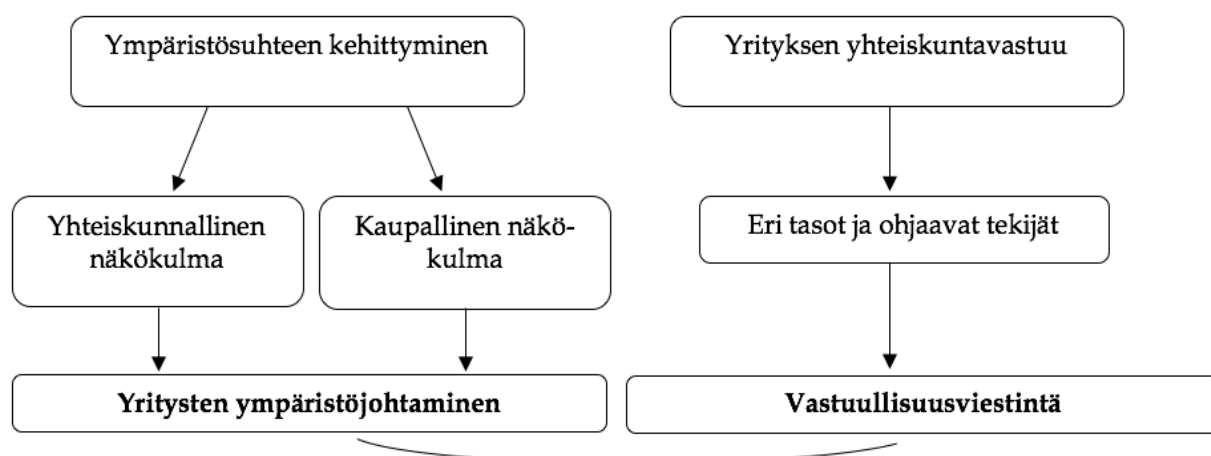 Ympäristösuhteen kehittyminen
Yrityksen yhteiskuntavastuu
Yhteiskunnallinen
näkökulma
Kaupallinen näkö-
kulma
Eri tasot ja ohjaavat tekijät
Yritysten ympäristöjohtaminen
Vastuullisuusviestintä